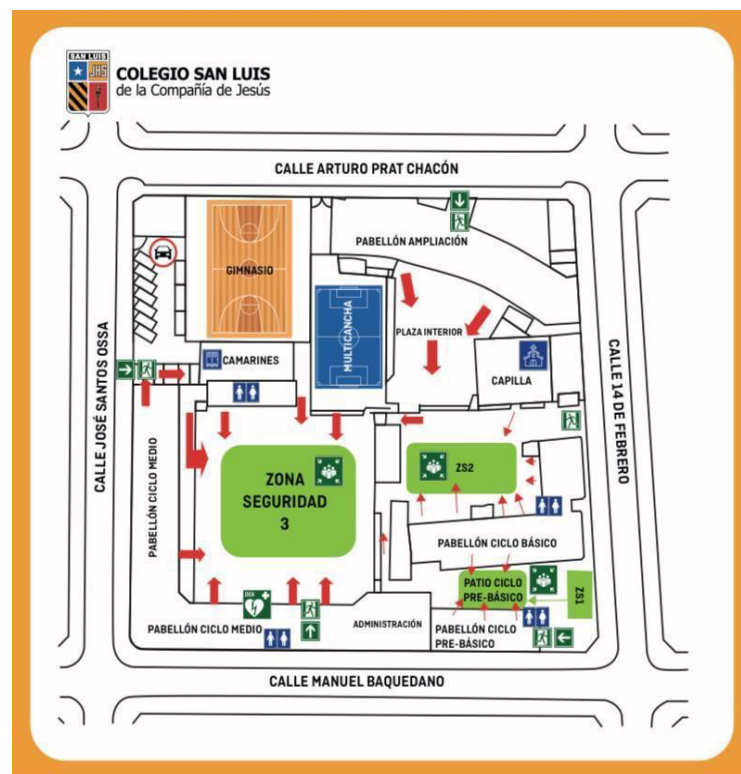 SAN LUIS
JHS
COLEGIO SAN LUIS
de la Compañía de Jesús
CALLE ARTURO PRAT CHACÓN
PABELLÓN AMPLIACIÓN
GIMNASIO
MULTICANCHA
PLAZA INTERIOR
CALLE JOSÉ SANTOS OSSA
CALLE 14 DE FEBRERO
CAMARINES
CAPILLA
ZONA
SEGURIDAD
3
ZS2
PABELLÓN CICLO MEDIO
PABELLÓN CICLO BÁSICO
PATIO CICLO
PRE-BÁSICO
ZS1
DEA
PABELLÓN CICLO MEDIO
ADMINISTRACIÓN
PABELLÓN CICLO
PRE-BÁSICO
CALLE MANUEL BAQUEDANO